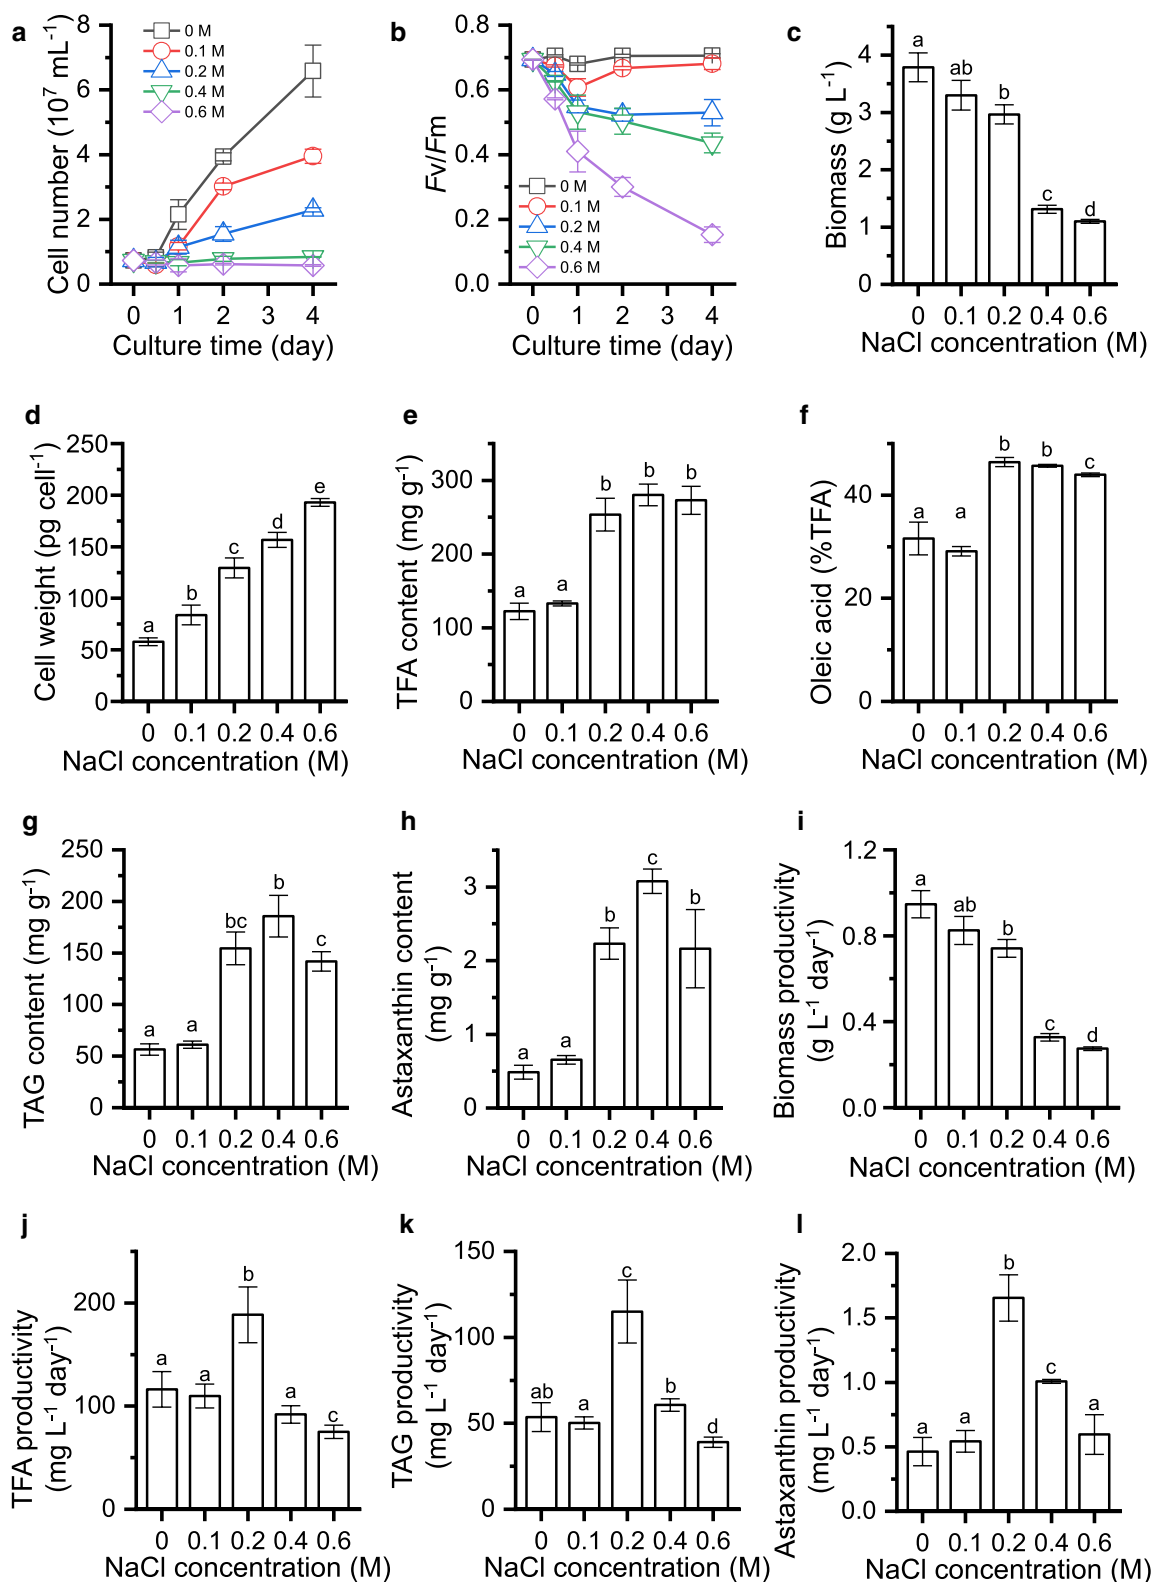 a
Cell number (10⁷ mL⁻¹)
8
6
4
2
0
0 M
0.1 M
0.2 M
0.4 M
0.6 M
0 1 2 3 4
Culture time (day)
b
Fv/Fm
0.8
0.6
0.4
0.2
0.0
0 M
0.1 M
0.2 M
0.4 M
0.6 M
0 1 2 3 4
Culture time (day)
c
Biomass (g L⁻¹)
4
3
2
1
0
a ab b c d
0 0.1 0.2 0.4 0.6
NaCl concentration (M)
d
Cell weight (pg cell⁻¹)
250
200
150
100
50
0
a b c d e
0 0.1 0.2 0.4 0.6
NaCl concentration (M)
e
TFA content (mg g⁻¹)
300
200
100
0
a a b b b
0 0.1 0.2 0.4 0.6
NaCl concentration (M)
f
Oleic acid (%TFA)
40
20
0
a a b b c
0 0.1 0.2 0.4 0.6
NaCl concentration (M)
g
TAG content (mg g⁻¹)
250
200
150
100
50
0
a a bc b c
0 0.1 0.2 0.4 0.6
NaCl concentration (M)
h
Astaxanthin content
(mg g⁻¹)
3
2
1
0
a a b c b
0 0.1 0.2 0.4 0.6
NaCl concentration (M)
i
Biomass productivity
(g L⁻¹ day⁻¹)
1.2
0.8
0.4
0.0
a ab b c d
0 0.1 0.2 0.4 0.6
NaCl concentration (M)
j
TFA productivity
(mg L⁻¹ day⁻¹)
200
100
0
a a b a c
0 0.1 0.2 0.4 0.6
NaCl concentration (M)
k
TAG productivity
(mg L⁻¹ day⁻¹)
150
100
50
0
ab a c b d
0 0.1 0.2 0.4 0.6
NaCl concentration (M)
l
Astaxanthin productivity
(mg L⁻¹ day⁻¹)
2.0
1.5
1.0
0.5
0.0
a a b c a
0 0.1 0.2 0.4 0.6
NaCl concentration (M)